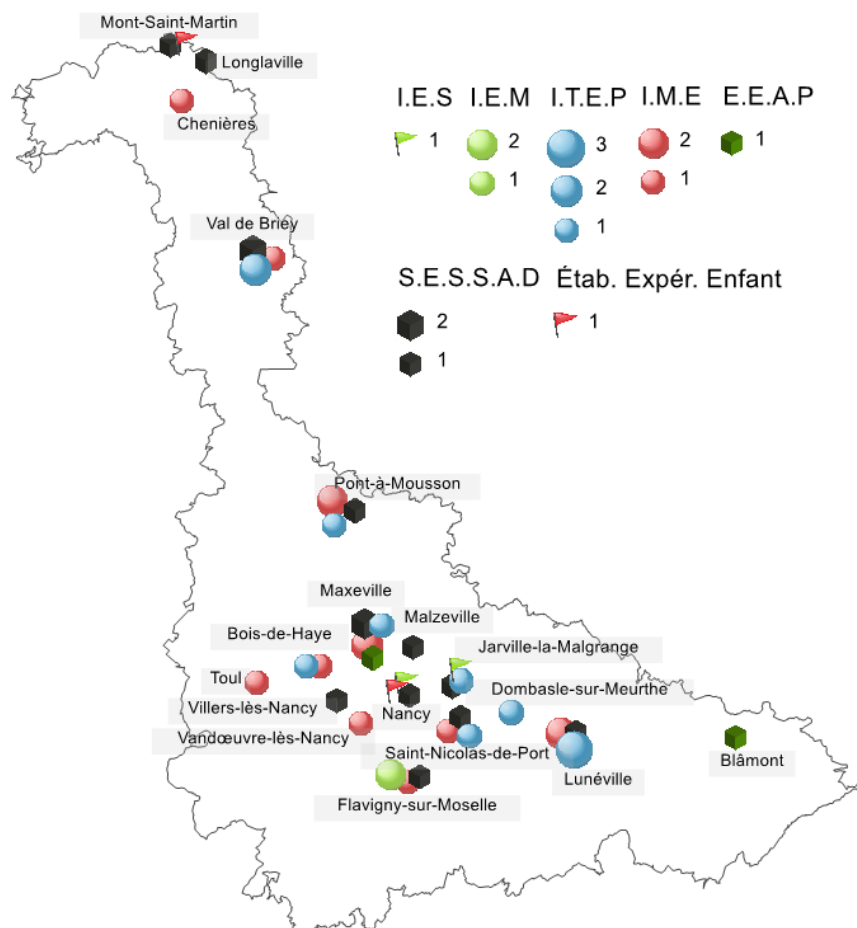 Mont-Saint-Martin
Longlaville
Chenières
I.E.S I.E.M I.T.E.P I.M.E E.E.A.P
1 2 3 2 1
1 2 1
1
Val de Briey
S.E.S.S.A.D Étab. Expér. Enfant
2 1
1
Pont-à-Mousson
Maxeville
Malzeville
Bois-de-Haye
Jarville-la-Malgrange
Toul
Dombasle-sur-Meurthe
Villers-lès-Nancy
Nancy
Vandœuvre-lès-Nancy
Saint-Nicolas-de-Port
Blâmont
Lunéville
Flavigny-sur-Moselle